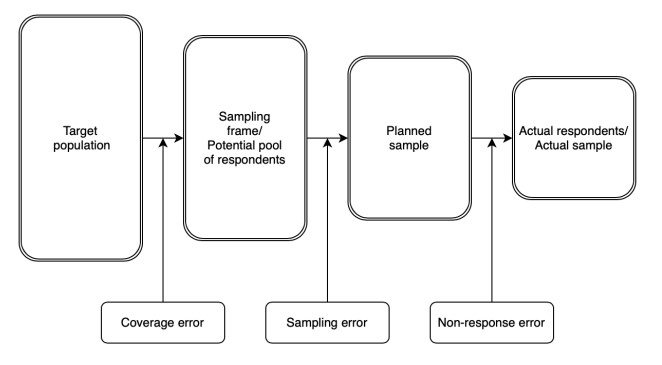 Target
population
Sampling
frame/
Potential pool
of respondents
Planned
sample
Actual respondents/
Actual sample
Coverage error
Sampling error
Non-response error